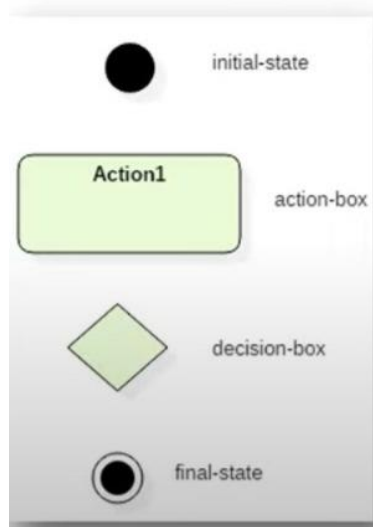 initial-state
Action1
action-box
decision-box
final-state